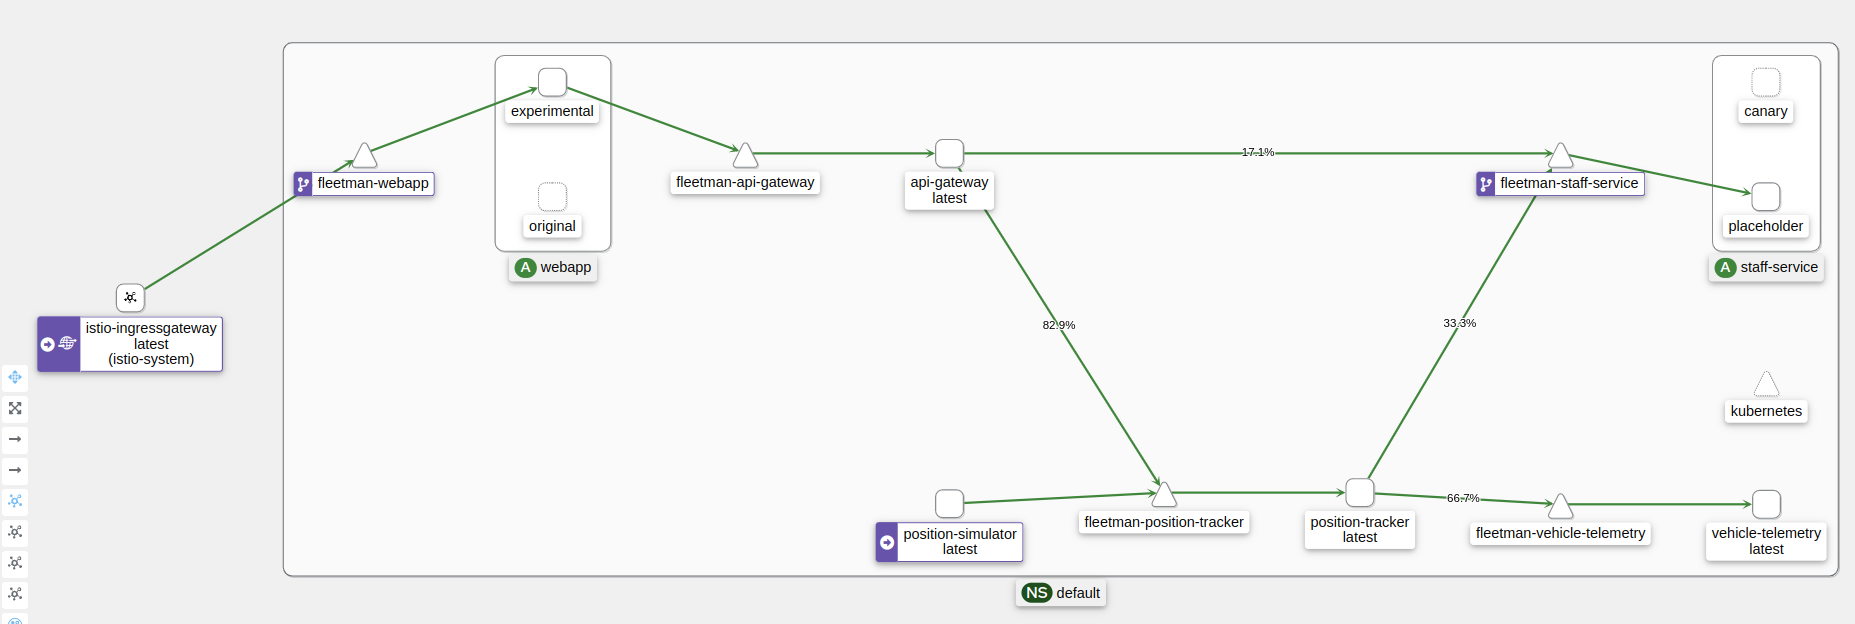 experimental
canary
17.1%
fleetman-webapp
fleetman-api-gateway
api-gateway
latest
fleetman-staff-service
original
placeholder
A webapp
A staff-service
istio-ingressgateway
latest
(istio-system)
82.9%
33.3%
kubernetes
66.7%
position-simulator
latest
fleetman-position-tracker
position-tracker
latest
fleetman-vehicle-telemetry
vehicle-telemetry
latest
NS default